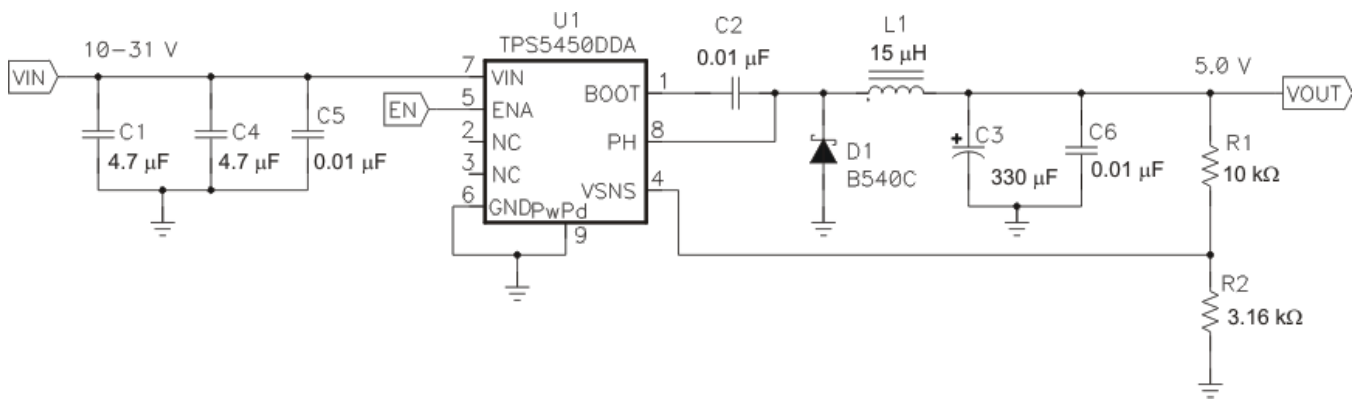 U1
TPS5450DDA
10-31 V
VIN
C1
4.7 µF
C4
4.7 µF
C5
0.01 µF
EN
7
VIN
5
ENA
2
NC
3
NC
6
GND
PwPd
9
BOOT
1
PH
8
VSNS
4
C2
0.01 µF
L1
15 µH
D1
B540C
C3
+
330 µF
C6
0.01 µF
5.0 V
VOUT
R1
10 kΩ
R2
3.16 kΩ